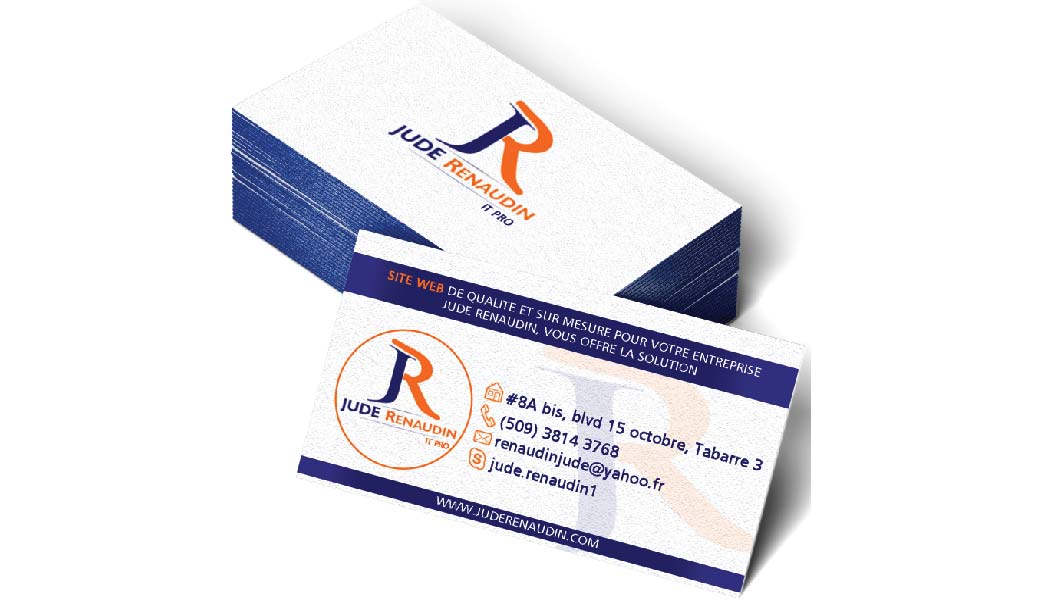 JUDE RENAUDIN
IT PRO
SITE WEB DE QUALITE ET SUR MESURE POUR VOTRE ENTREPRISE
JUDE RENAUDIN, VOUS OFFRE LA SOLUTION
JR
JUDE RENAUDIN
IT PRO
#8A bis, blvd 15 octobre, Tabarre 3
(509) 3814 3768
renaudinjude@yahoo.fr
jude.renaudin1
WWW.JUDERENAUDIN.COM